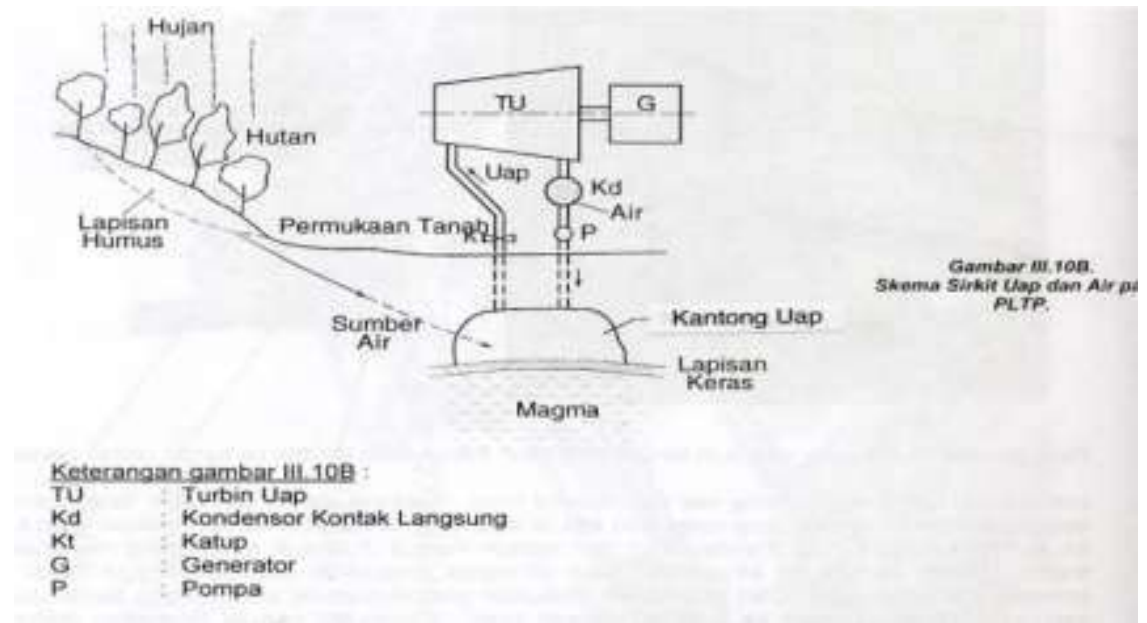 Hujan
TU
G
Hutan
Uap
Kd
Air
Lapisan
Humus
Permukaan Tanah
Kt
P
Gambar III.10B.
Skema Sirkit Uap dan Air pa
PLTP.
Sumber
Air
Kantong Uap
Lapisan
Keras
Magma
Keterangan gambar III.10B :
TU : Turbin Uap
Kd : Kondensor Kontak Langsung
Kt : Katup
G : Generator
P : Pompa